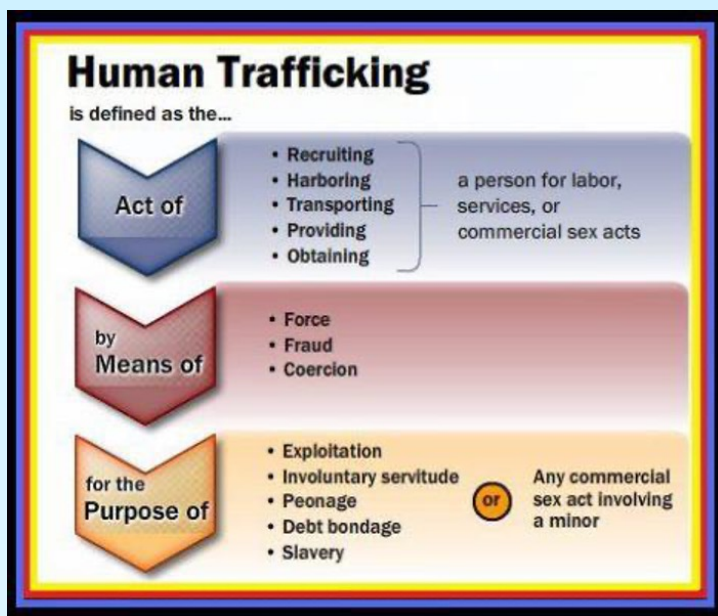 Human Trafficking
is defined as the...
Act of
• Recruiting
• Harboring
• Transporting
• Providing
• Obtaining
a person for labor,
services, or
commercial sex acts
by
Means of
• Force
• Fraud
• Coercion
for the
Purpose of
• Exploitation
• Involuntary servitude
• Peonage
• Debt bondage
• Slavery
or
Any commercial
sex act involving
a minor